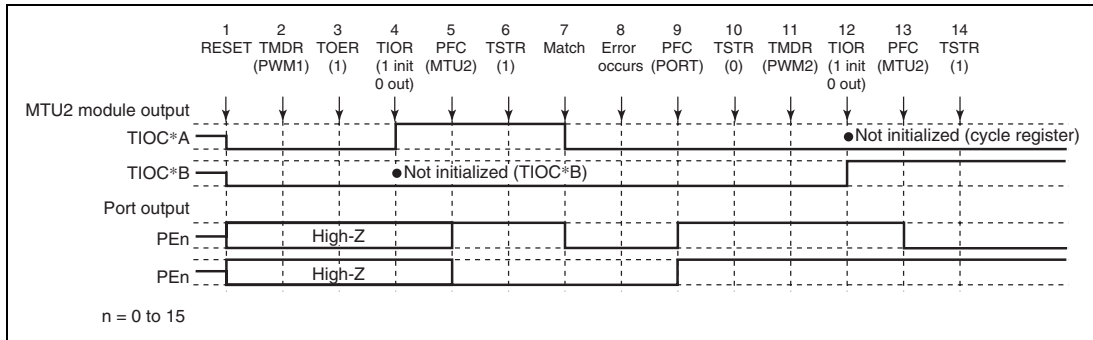 1 2 3 4 5 6 7 8 9 10 11 12 13 14
RESET TMDR TOER TIOR PFC TSTR Match Error PFC TSTR TMDR TIOR PFC TSTR
(PWM1) (1) (1 init (MTU2) (1) occurs (PORT) (0) (PWM2) (1 init (MTU2) (1)
0 out) 0 out)
MTU2 module output
TIOC*A
●Not initialized (cycle register)
TIOC*B
●Not initialized (TIOC*B)
Port output
PEn
High-Z
PEn
High-Z
n = 0 to 15